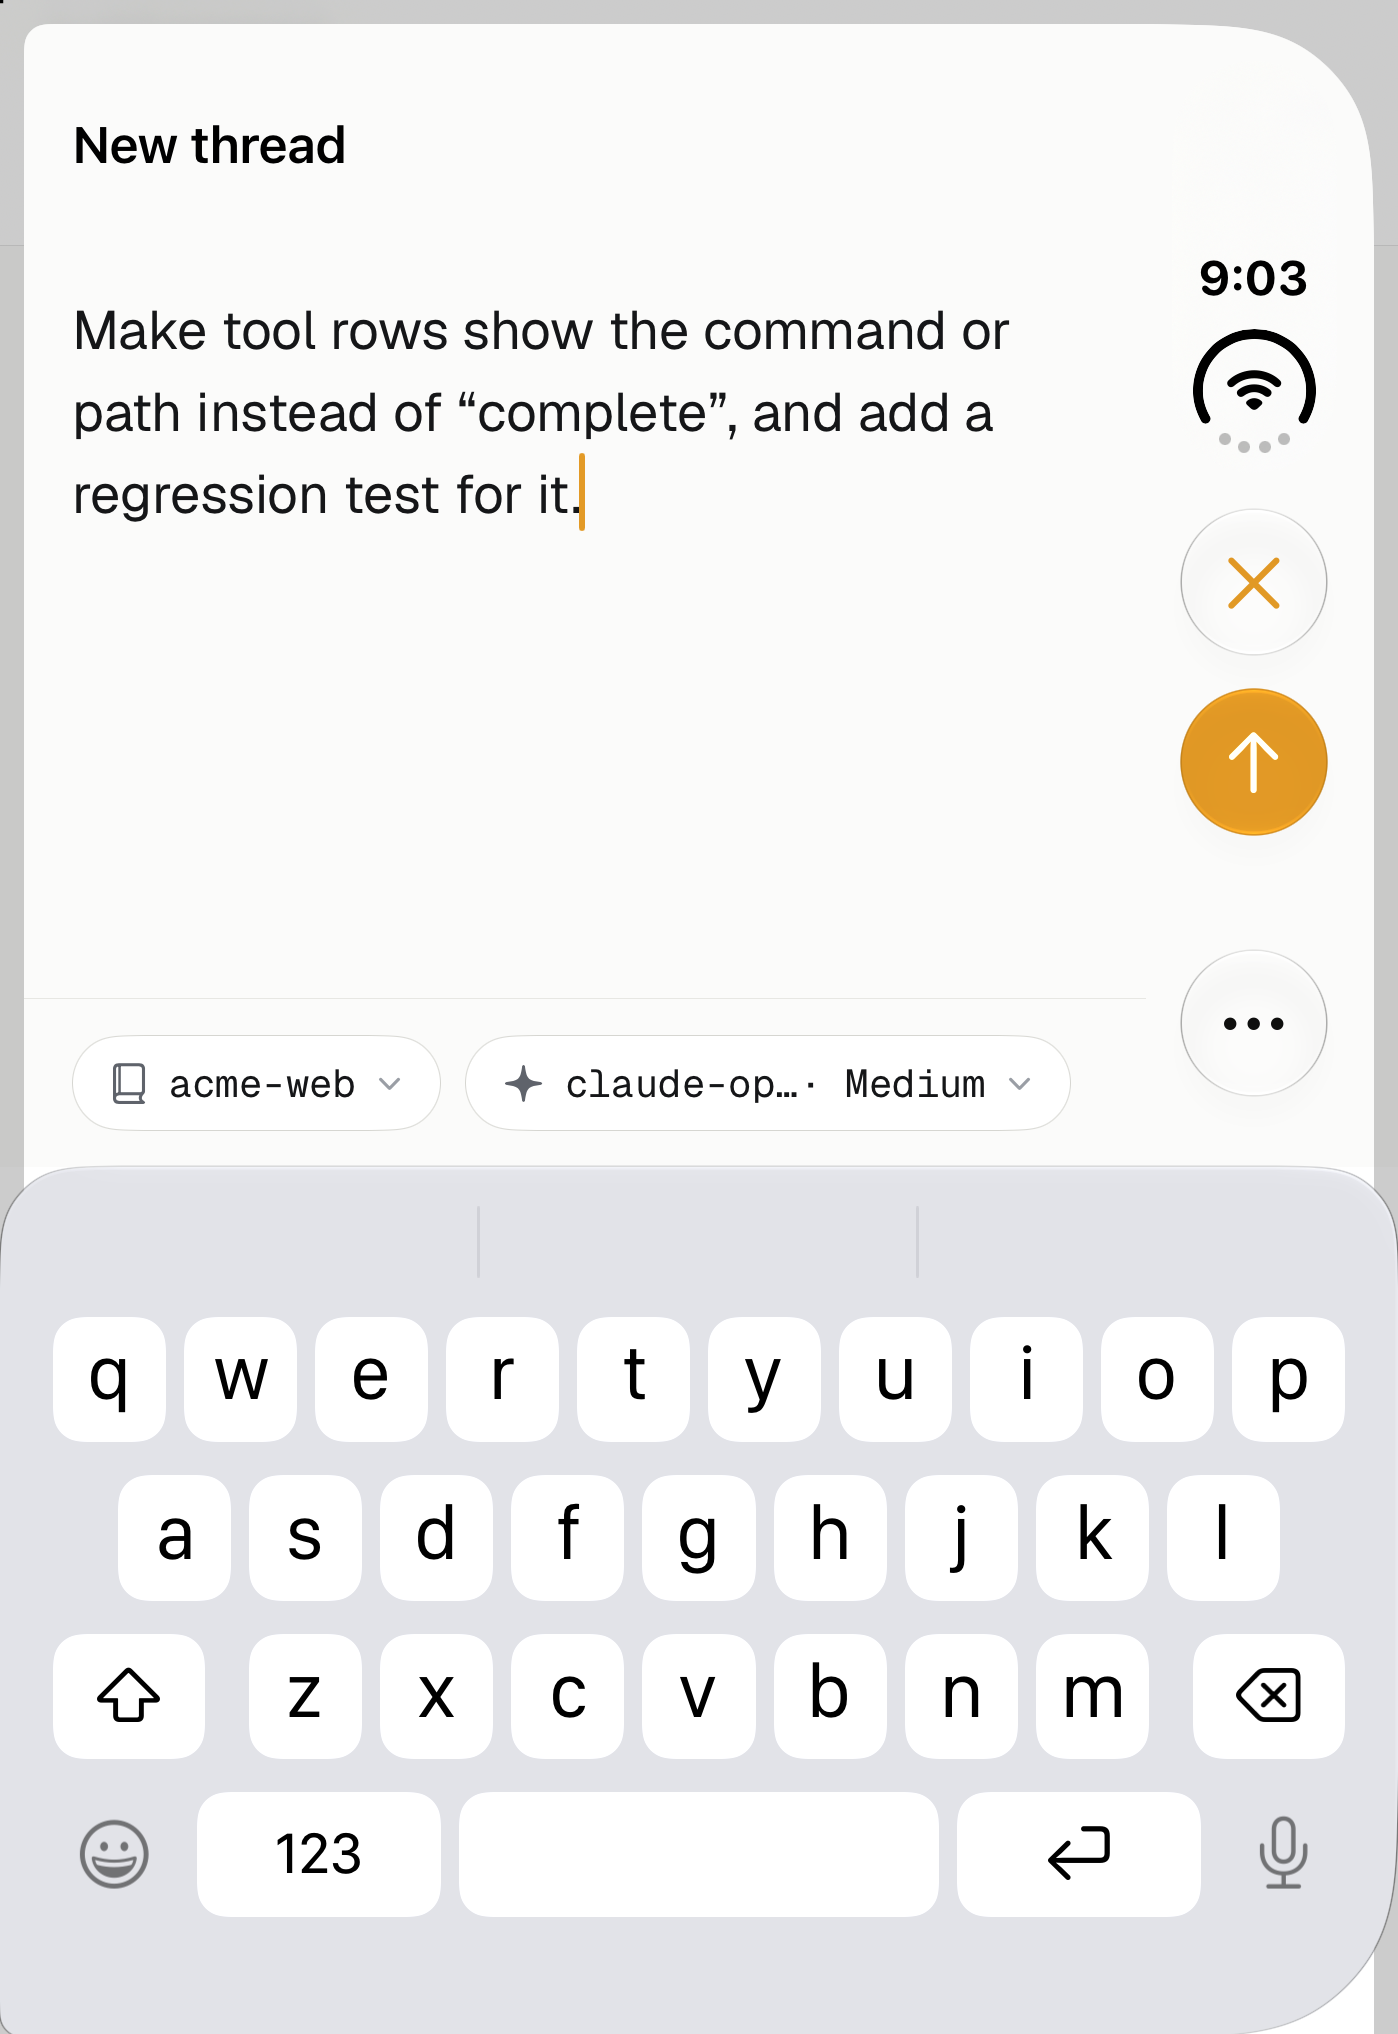 New thread
9:03
Make tool rows show the command or
path instead of “complete”, and add a
regression test for it.
acme-web
claude-op…· Medium
q w e r t y u i o p
a s d f g h j k l
z x c v b n m
123